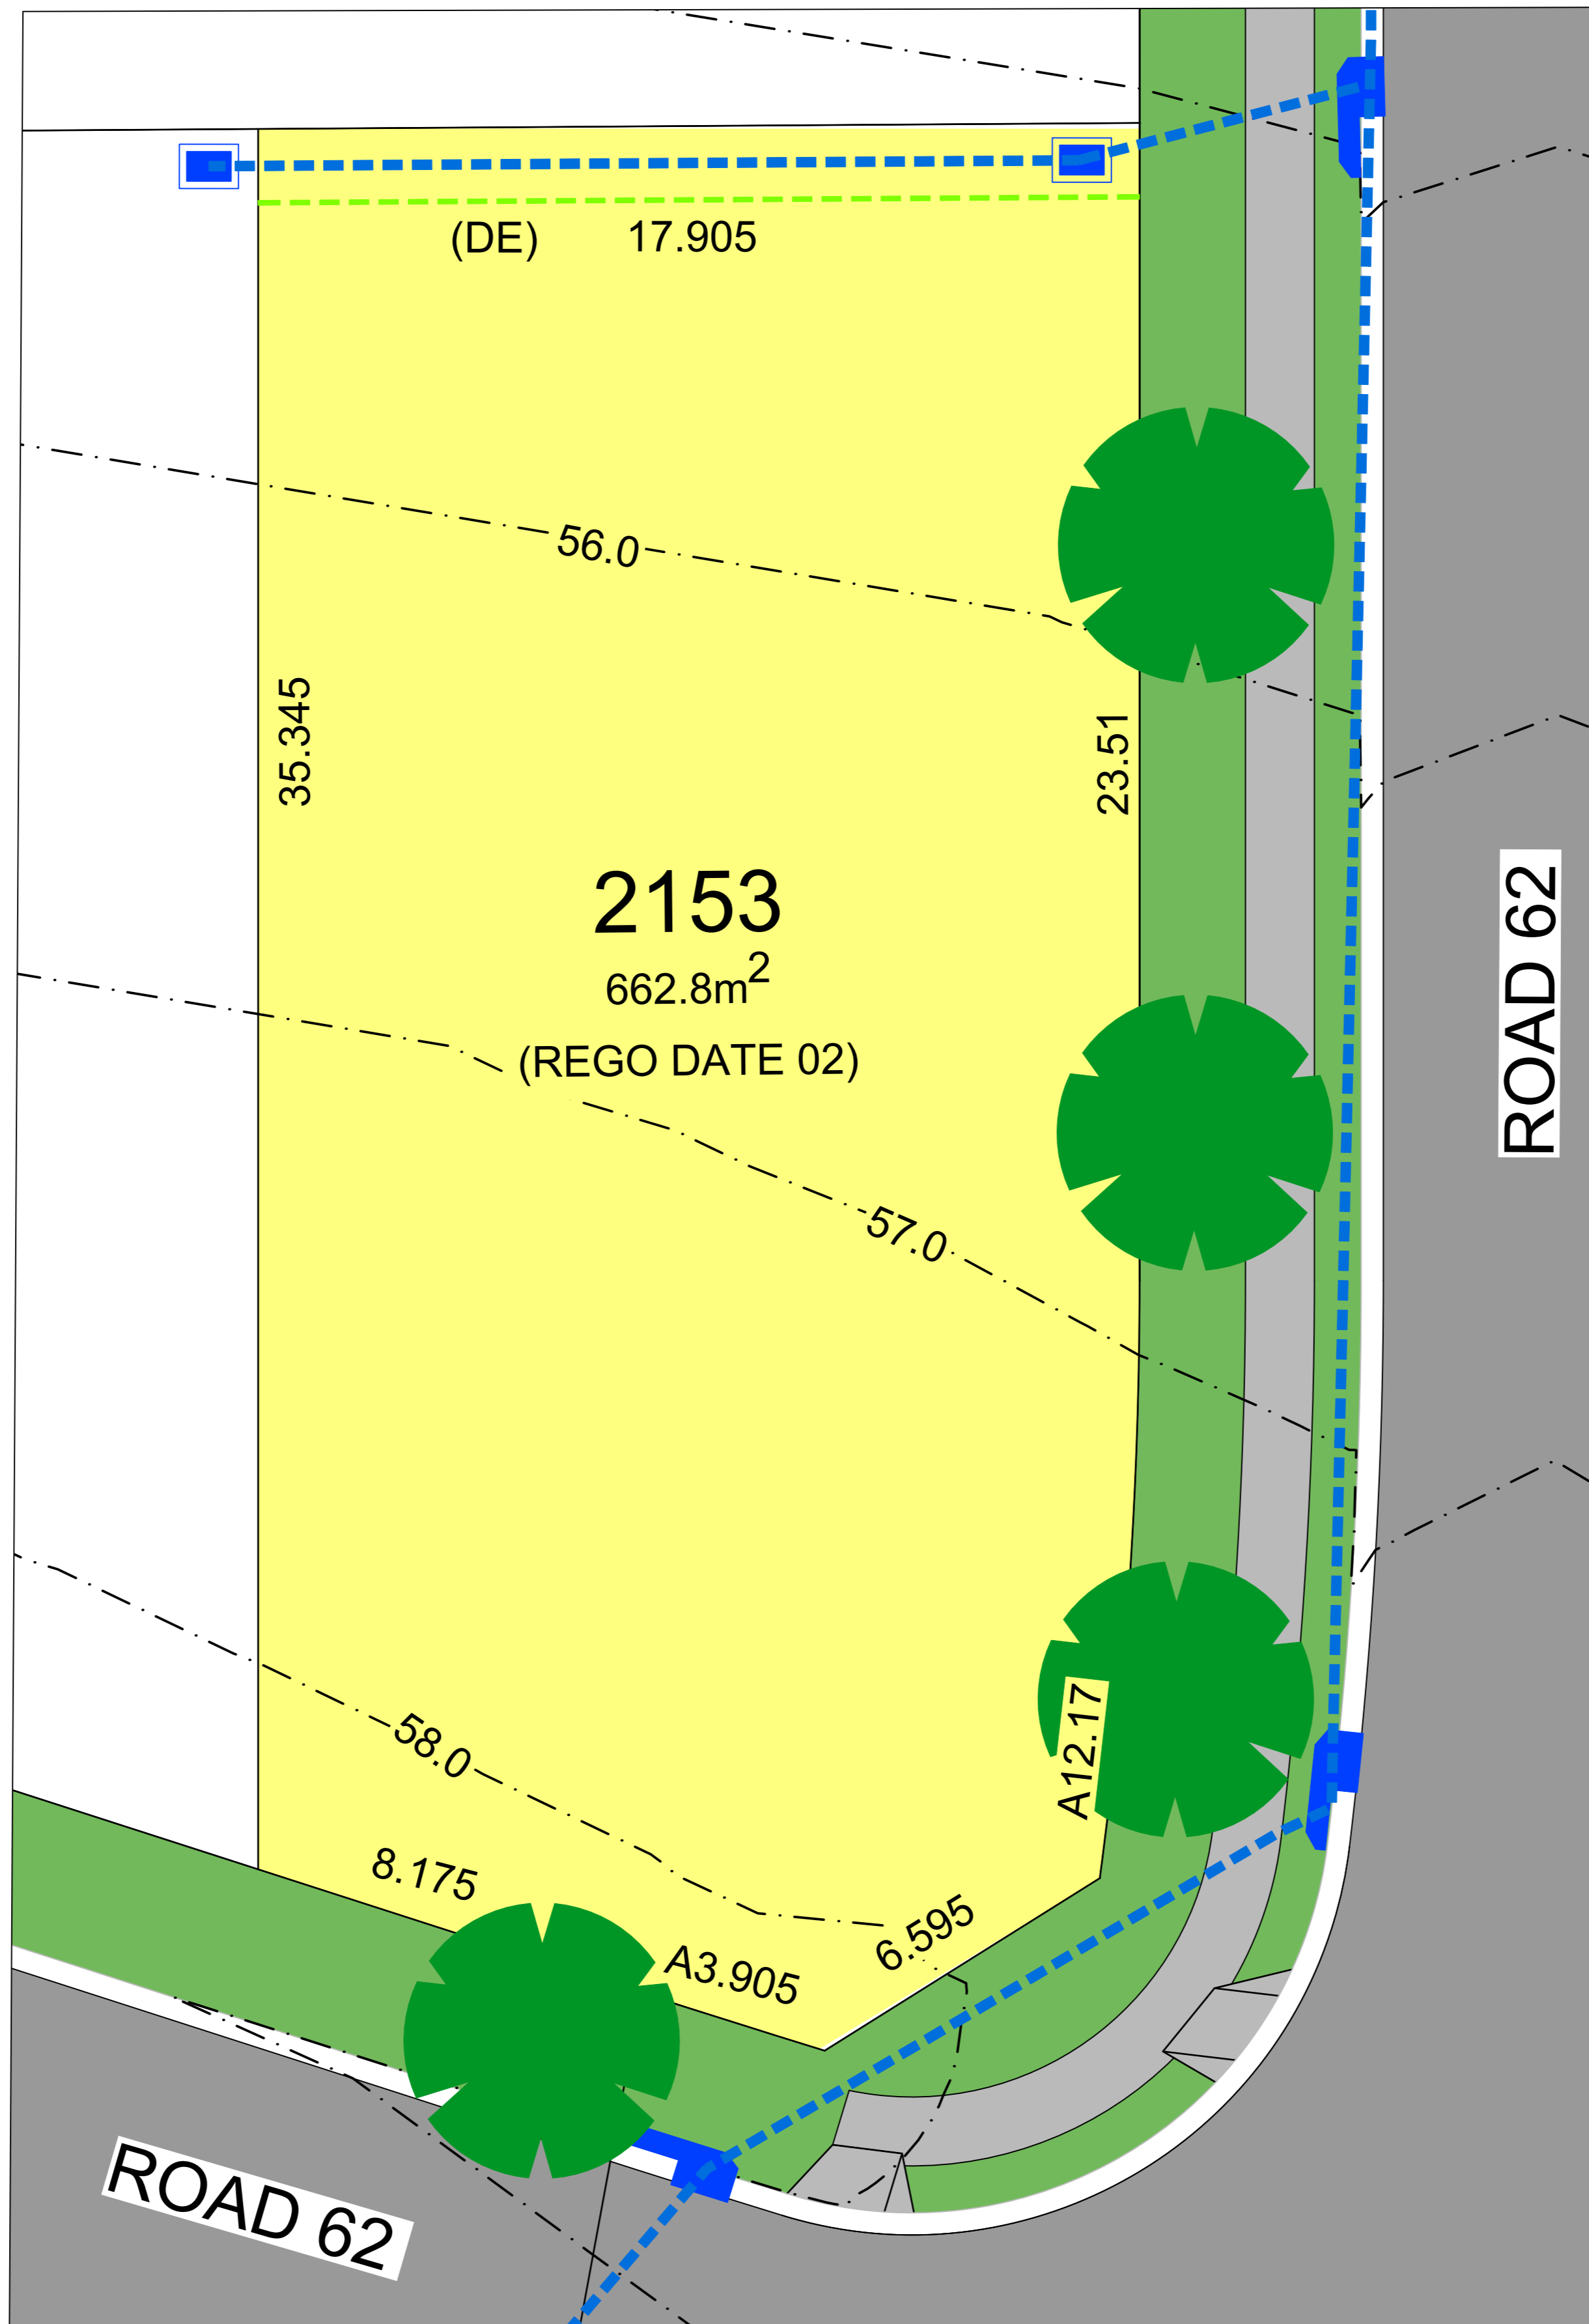 (DE) 17.905
56.0
35.345
23.51
2153
662.8m²
(REGO DATE 02)
ROAD 62
57.0
58.0
A12.17
8.175
6.595
A3.905
ROAD 62